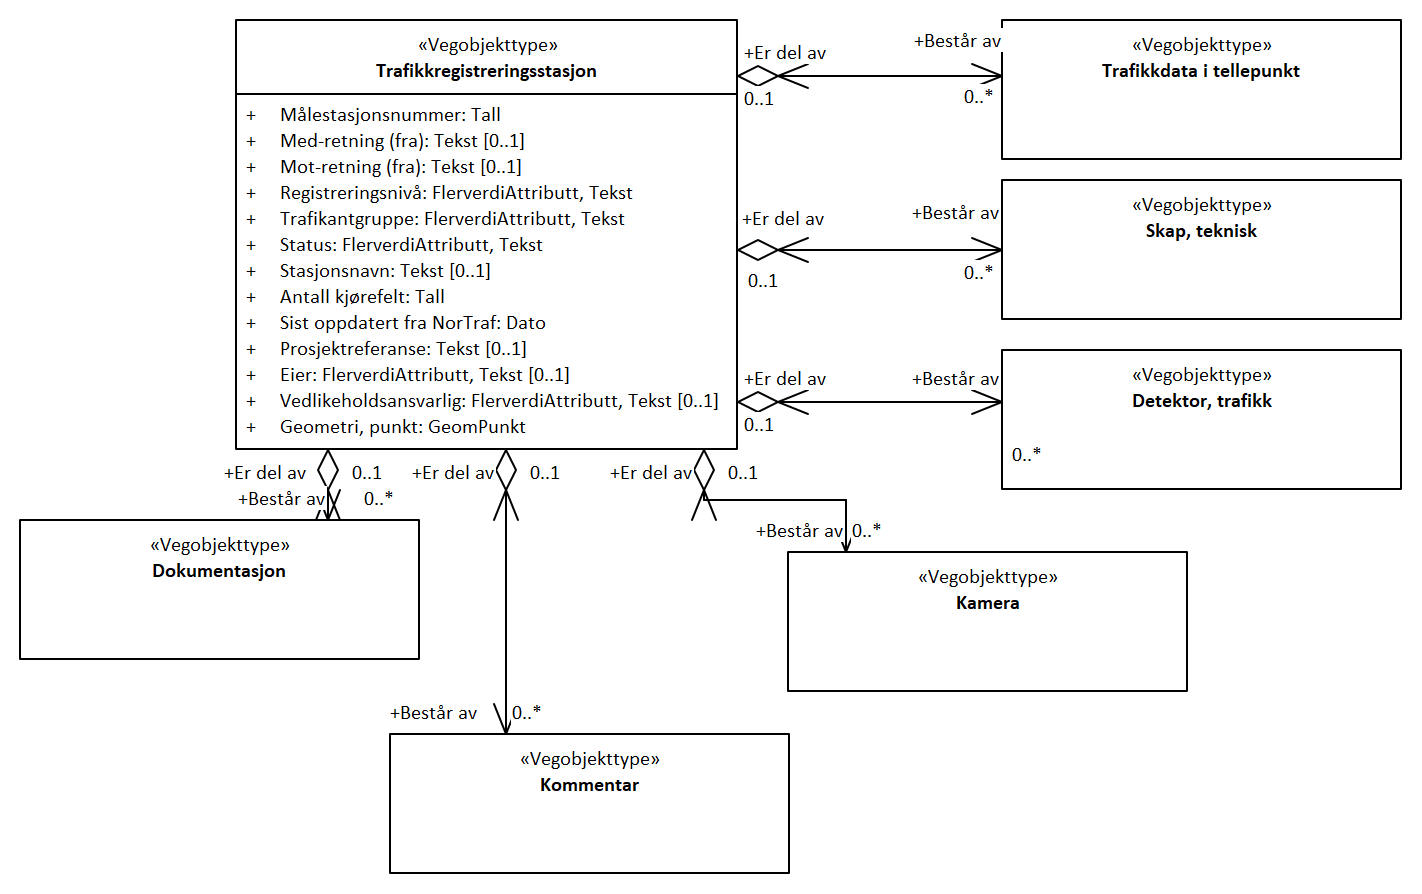 «Vegobjekttype»
Trafikkregistreringsstasjon
+ Målestasjonsnummer: Tall
+ Med-retning (fra): Tekst [0..1]
+ Mot-retning (fra): Tekst [0..1]
+ Registreringsnivå: FlerverdiAttributt, Tekst
+ Trafikantgruppe: FlerverdiAttributt, Tekst
+ Status: FlerverdiAttributt, Tekst
+ Stasjonsnavn: Tekst [0..1]
+ Antall kjørefelt: Tall
+ Sist oppdatert fra NorTraf: Dato
+ Prosjektreferanse: Tekst [0..1]
+ Eier: FlerverdiAttributt, Tekst [0..1]
+ Vedlikeholdsansvarlig: FlerverdiAttributt, Tekst [0..1]
+ Geometri, punkt: GeomPunkt
+Er del av
0..1
+Består av
0..*
«Vegobjekttype»
Trafikkdata i tellepunkt
+Er del av
0..1
+Består av
0..*
«Vegobjekttype»
Skap, teknisk
+Er del av
0..1
+Består av
«Vegobjekttype»
Detektor, trafikk
0..*
+Er del av 0..1
+Består av 0..*
«Vegobjekttype»
Dokumentasjon
+Er del av 0..1
+Består av 0..*
«Vegobjekttype»
Kommentar
+Er del av 0..1
+Består av 0..*
«Vegobjekttype»
Kamera